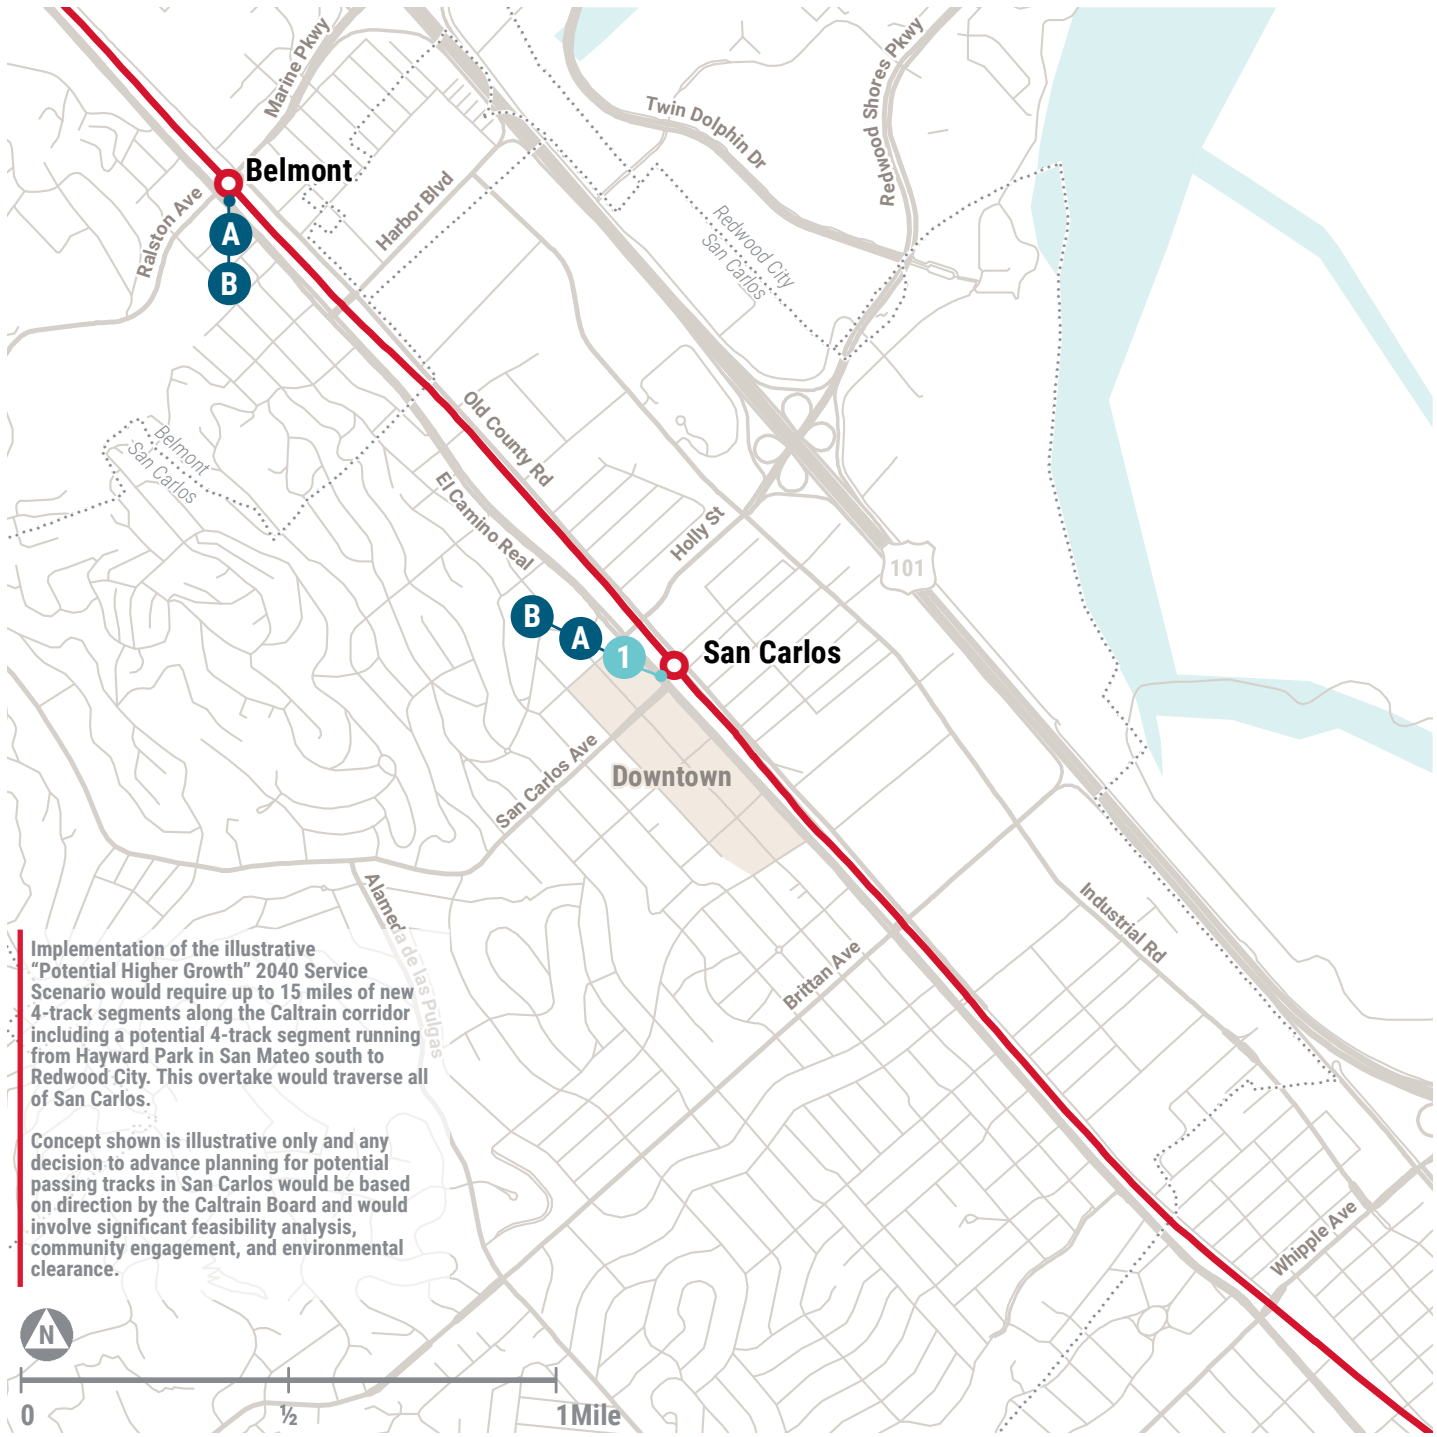 Marine Pkwy
Repwood Shores Pkwy
Twin Dolphin Dr
Belmont
Ralston Ave
Harbor Blvd
A
B
Redwood City
San Carlos
Old County Rd
Belmont
San Carlos
El Camino Real
Holly St
101
B
A
1
San Carlos
San Carlos Ave
Downtown
Alameda de las Pulgas
Industrial Rd
Brittan Ave
Whipple Ave
Implementation of the illustrative
“Potential Higher Growth” 2040 Service
Scenario would require up to 15 miles of new
4-track segments along the Caltrain corridor
including a potential 4-track segment running
from Hayward Park in San Mateo south to
Redwood City. This overtake would traverse all
of San Carlos.
Concept shown is illustrative only and any
decision to advance planning for potential
passing tracks in San Carlos would be based
on direction by the Caltrain Board and would
involve significant feasibility analysis,
community engagement, and environmental
clearance.
N
0 ½ 1Mile